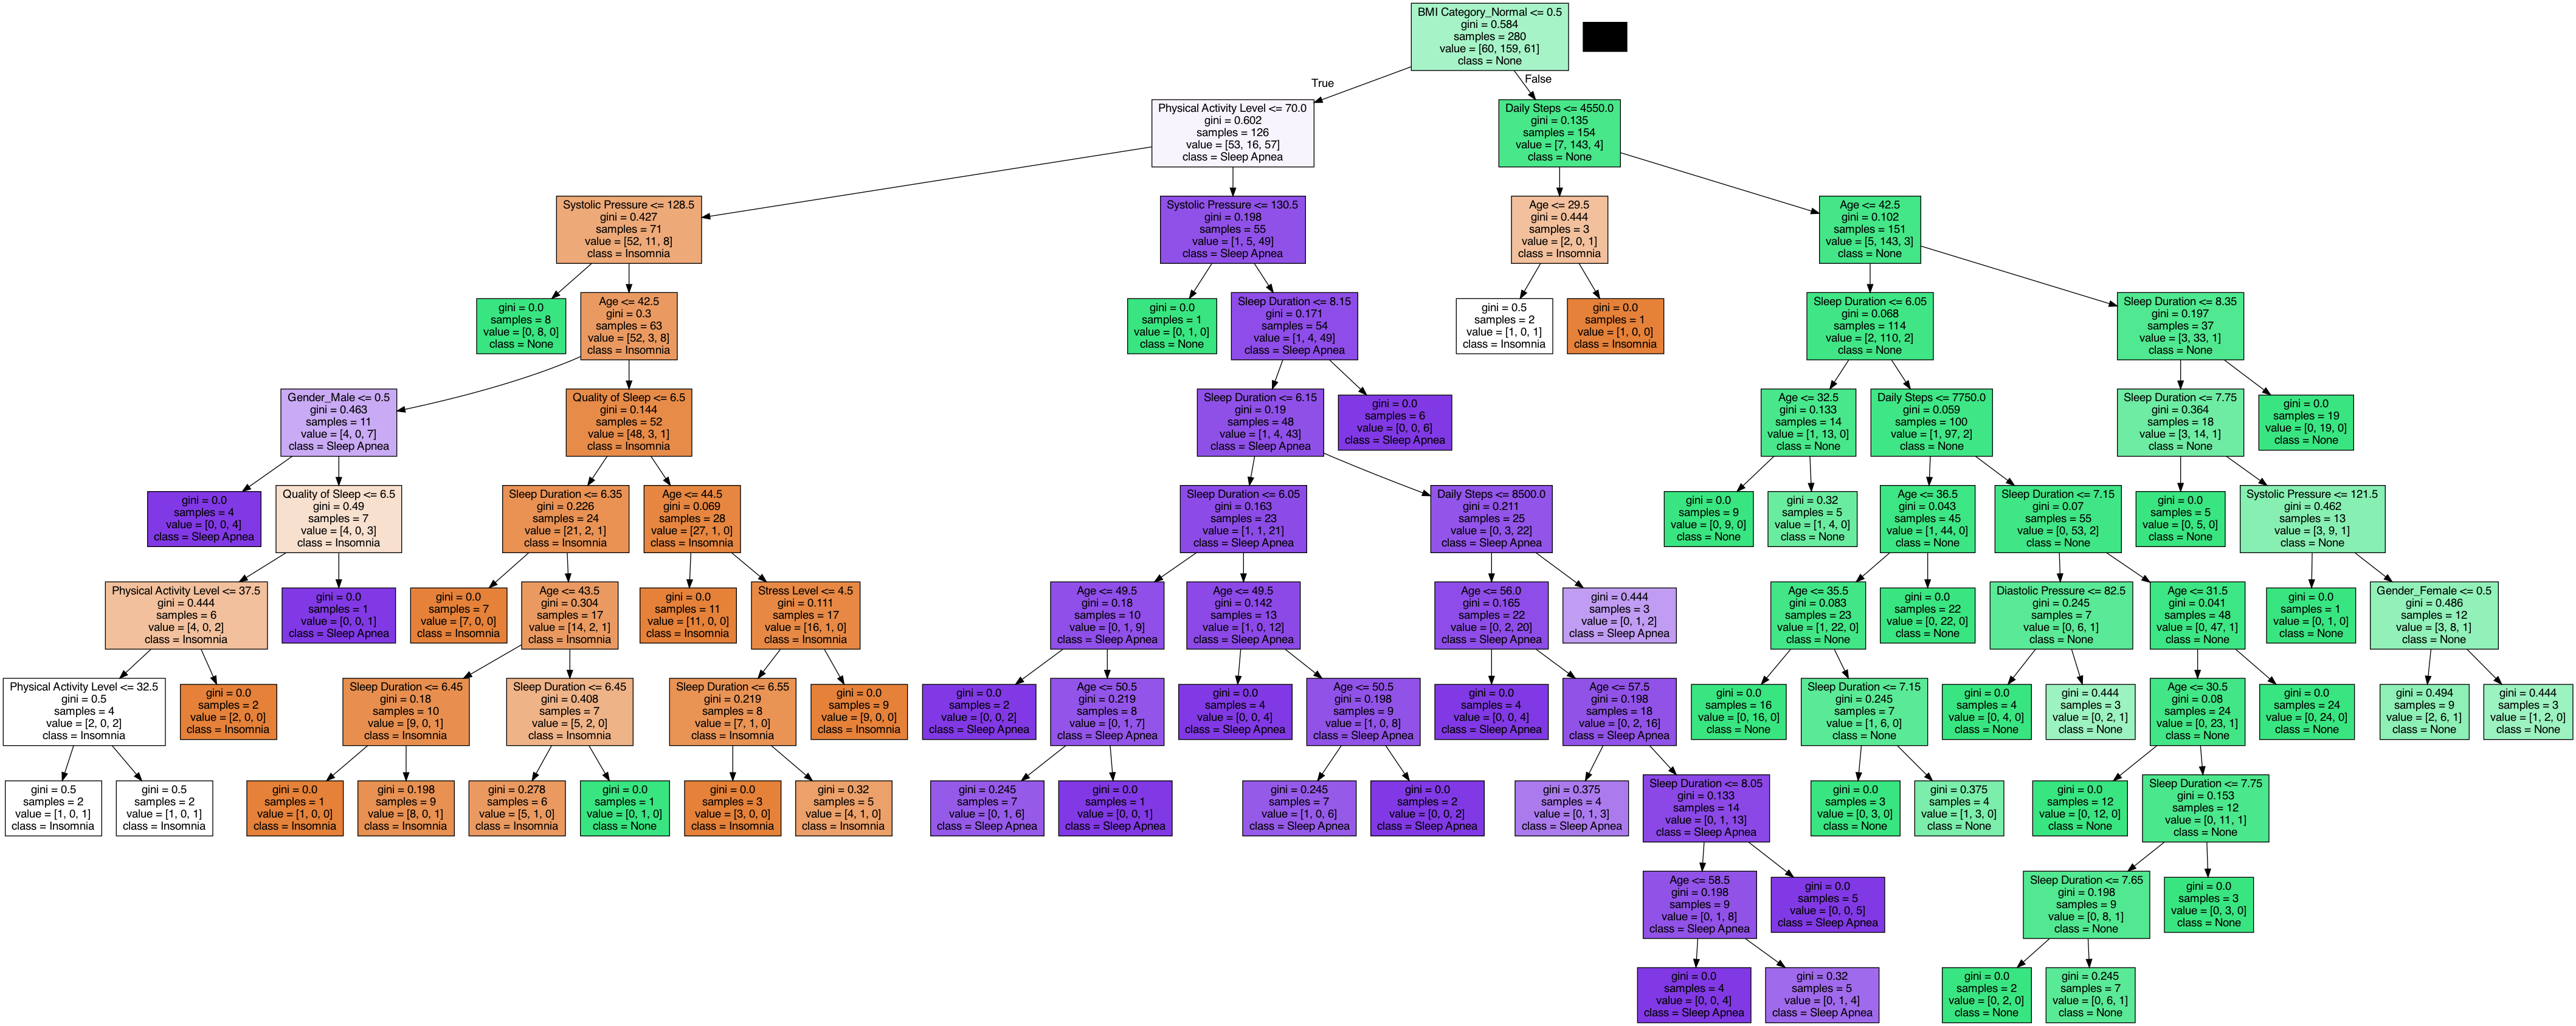 BMI Category_Normal <= 0.5
gini = 0.584
samples = 280
value = [60, 159, 61]
class = None
True
False
Physical Activity Level <= 70.0
gini = 0.602
samples = 126
value = [53, 16, 57]
class = Sleep Apnea
Daily Steps <= 4550.0
gini = 0.135
samples = 154
value = [7, 143, 4]
class = None
Systolic Pressure <= 128.5
gini = 0.427
samples = 71
value = [52, 11, 8]
class = Insomnia
Systolic Pressure <= 130.5
gini = 0.198
samples = 55
value = [1, 5, 49]
class = Sleep Apnea
Age <= 29.5
gini = 0.444
samples = 3
value = [2, 0, 1]
class = Insomnia
Age <= 42.5
gini = 0.102
samples = 151
value = [5, 143, 3]
class = None
gini = 0.0
samples = 8
value = [0, 8, 0]
class = None
Age <= 42.5
gini = 0.3
samples = 63
value = [52, 3, 8]
class = Insomnia
gini = 0.0
samples = 1
value = [0, 1, 0]
class = None
Sleep Duration <= 8.15
gini = 0.171
samples = 54
value = [1, 4, 49]
class = Sleep Apnea
gini = 0.5
samples = 2
value = [1, 0, 1]
class = Insomnia
gini = 0.0
samples = 1
value = [1, 0, 0]
class = Insomnia
Sleep Duration <= 6.05
gini = 0.068
samples = 114
value = [2, 110, 2]
class = None
Sleep Duration <= 8.35
gini = 0.197
samples = 37
value = [3, 33, 1]
class = None
Gender_Male <= 0.5
gini = 0.463
samples = 11
value = [4, 0, 7]
class = Sleep Apnea
Quality of Sleep <= 6.5
gini = 0.144
samples = 52
value = [48, 3, 1]
class = Insomnia
Sleep Duration <= 6.15
gini = 0.19
samples = 48
value = [1, 4, 43]
class = Sleep Apnea
gini = 0.0
samples = 6
value = [0, 0, 6]
class = Sleep Apnea
Age <= 32.5
gini = 0.133
samples = 14
value = [1, 13, 0]
class = None
Daily Steps <= 7750.0
gini = 0.059
samples = 100
value = [1, 97, 2]
class = None
Sleep Duration <= 7.75
gini = 0.364
samples = 18
value = [3, 14, 1]
class = None
gini = 0.0
samples = 19
value = [0, 19, 0]
class = None
gini = 0.0
samples = 4
value = [0, 0, 4]
class = Sleep Apnea
Quality of Sleep <= 6.5
gini = 0.49
samples = 7
value = [4, 0, 3]
class = Insomnia
Sleep Duration <= 6.35
gini = 0.226
samples = 24
value = [21, 2, 1]
class = Insomnia
Age <= 44.5
gini = 0.069
samples = 28
value = [27, 1, 0]
class = Insomnia
Sleep Duration <= 6.05
gini = 0.163
samples = 23
value = [1, 1, 21]
class = Sleep Apnea
Daily Steps <= 8500.0
gini = 0.211
samples = 25
value = [0, 3, 22]
class = Sleep Apnea
gini = 0.0
samples = 9
value = [0, 9, 0]
class = None
gini = 0.32
samples = 5
value = [1, 4, 0]
class = None
Age <= 36.5
gini = 0.043
samples = 45
value = [1, 44, 0]
class = None
Sleep Duration <= 7.15
gini = 0.07
samples = 55
value = [0, 53, 2]
class = None
gini = 0.0
samples = 5
value = [0, 5, 0]
class = None
Systolic Pressure <= 121.5
gini = 0.462
samples = 13
value = [3, 9, 1]
class = None
Physical Activity Level <= 37.5
gini = 0.444
samples = 6
value = [4, 0, 2]
class = Insomnia
gini = 0.0
samples = 1
value = [0, 0, 1]
class = Sleep Apnea
gini = 0.0
samples = 7
value = [7, 0, 0]
class = Insomnia
Age <= 43.5
gini = 0.304
samples = 17
value = [14, 2, 1]
class = Insomnia
gini = 0.0
samples = 11
value = [11, 0, 0]
class = Insomnia
Stress Level <= 4.5
gini = 0.111
samples = 17
value = [16, 1, 0]
class = Insomnia
Age <= 49.5
gini = 0.18
samples = 10
value = [0, 1, 9]
class = Sleep Apnea
Age <= 49.5
gini = 0.142
samples = 13
value = [1, 0, 12]
class = Sleep Apnea
Age <= 56.0
gini = 0.165
samples = 22
value = [0, 2, 20]
class = Sleep Apnea
gini = 0.444
samples = 3
value = [0, 1, 2]
class = Sleep Apnea
Age <= 35.5
gini = 0.083
samples = 23
value = [1, 22, 0]
class = None
gini = 0.0
samples = 22
value = [0, 22, 0]
class = None
Diastolic Pressure <= 82.5
gini = 0.245
samples = 7
value = [0, 6, 1]
class = None
Age <= 31.5
gini = 0.041
samples = 48
value = [0, 47, 1]
class = None
gini = 0.0
samples = 1
value = [0, 1, 0]
class = None
Gender_Female <= 0.5
gini = 0.486
samples = 12
value = [3, 8, 1]
class = None
Physical Activity Level <= 32.5
gini = 0.5
samples = 4
value = [2, 0, 2]
class = Insomnia
gini = 0.0
samples = 2
value = [2, 0, 0]
class = Insomnia
Sleep Duration <= 6.45
gini = 0.18
samples = 10
value = [9, 0, 1]
class = Insomnia
Sleep Duration <= 6.45
gini = 0.408
samples = 7
value = [5, 2, 0]
class = Insomnia
Sleep Duration <= 6.55
gini = 0.219
samples = 8
value = [7, 1, 0]
class = Insomnia
gini = 0.0
samples = 9
value = [9, 0, 0]
class = Insomnia
gini = 0.0
samples = 2
value = [0, 0, 2]
class = Sleep Apnea
Age <= 50.5
gini = 0.219
samples = 8
value = [0, 1, 7]
class = Sleep Apnea
gini = 0.0
samples = 4
value = [0, 0, 4]
class = Sleep Apnea
Age <= 50.5
gini = 0.198
samples = 9
value = [1, 0, 8]
class = Sleep Apnea
gini = 0.0
samples = 4
value = [0, 0, 4]
class = Sleep Apnea
Age <= 57.5
gini = 0.198
samples = 18
value = [0, 2, 16]
class = Sleep Apnea
gini = 0.0
samples = 16
value = [0, 16, 0]
class = None
Sleep Duration <= 7.15
gini = 0.245
samples = 7
value = [1, 6, 0]
class = None
gini = 0.0
samples = 4
value = [0, 4, 0]
class = None
gini = 0.444
samples = 3
value = [0, 2, 1]
class = None
Age <= 30.5
gini = 0.08
samples = 24
value = [0, 23, 1]
class = None
gini = 0.0
samples = 24
value = [0, 24, 0]
class = None
gini = 0.494
samples = 9
value = [2, 6, 1]
class = None
gini = 0.444
samples = 3
value = [1, 2, 0]
class = None
gini = 0.5
samples = 2
value = [1, 0, 1]
class = Insomnia
gini = 0.5
samples = 2
value = [1, 0, 1]
class = Insomnia
gini = 0.0
samples = 1
value = [1, 0, 0]
class = Insomnia
gini = 0.198
samples = 9
value = [8, 0, 1]
class = Insomnia
gini = 0.278
samples = 6
value = [5, 1, 0]
class = Insomnia
gini = 0.0
samples = 1
value = [0, 1, 0]
class = None
gini = 0.0
samples = 3
value = [3, 0, 0]
class = Insomnia
gini = 0.32
samples = 5
value = [4, 1, 0]
class = Insomnia
gini = 0.245
samples = 7
value = [0, 1, 6]
class = Sleep Apnea
gini = 0.0
samples = 1
value = [0, 0, 1]
class = Sleep Apnea
gini = 0.245
samples = 7
value = [1, 0, 6]
class = Sleep Apnea
gini = 0.0
samples = 2
value = [0, 0, 2]
class = Sleep Apnea
gini = 0.375
samples = 4
value = [0, 1, 3]
class = Sleep Apnea
Sleep Duration <= 8.05
gini = 0.133
samples = 14
value = [0, 1, 13]
class = Sleep Apnea
gini = 0.0
samples = 3
value = [0, 3, 0]
class = None
gini = 0.375
samples = 4
value = [1, 3, 0]
class = None
gini = 0.0
samples = 12
value = [0, 12, 0]
class = None
Sleep Duration <= 7.75
gini = 0.153
samples = 12
value = [0, 11, 1]
class = None
Age <= 58.5
gini = 0.198
samples = 9
value = [0, 1, 8]
class = Sleep Apnea
gini = 0.0
samples = 5
value = [0, 0, 5]
class = Sleep Apnea
Sleep Duration <= 7.65
gini = 0.198
samples = 9
value = [0, 8, 1]
class = None
gini = 0.0
samples = 3
value = [0, 3, 0]
class = None
gini = 0.0
samples = 4
value = [0, 0, 4]
class = Sleep Apnea
gini = 0.32
samples = 5
value = [0, 1, 4]
class = Sleep Apnea
gini = 0.0
samples = 2
value = [0, 2, 0]
class = None
gini = 0.245
samples = 7
value = [0, 6, 1]
class = None